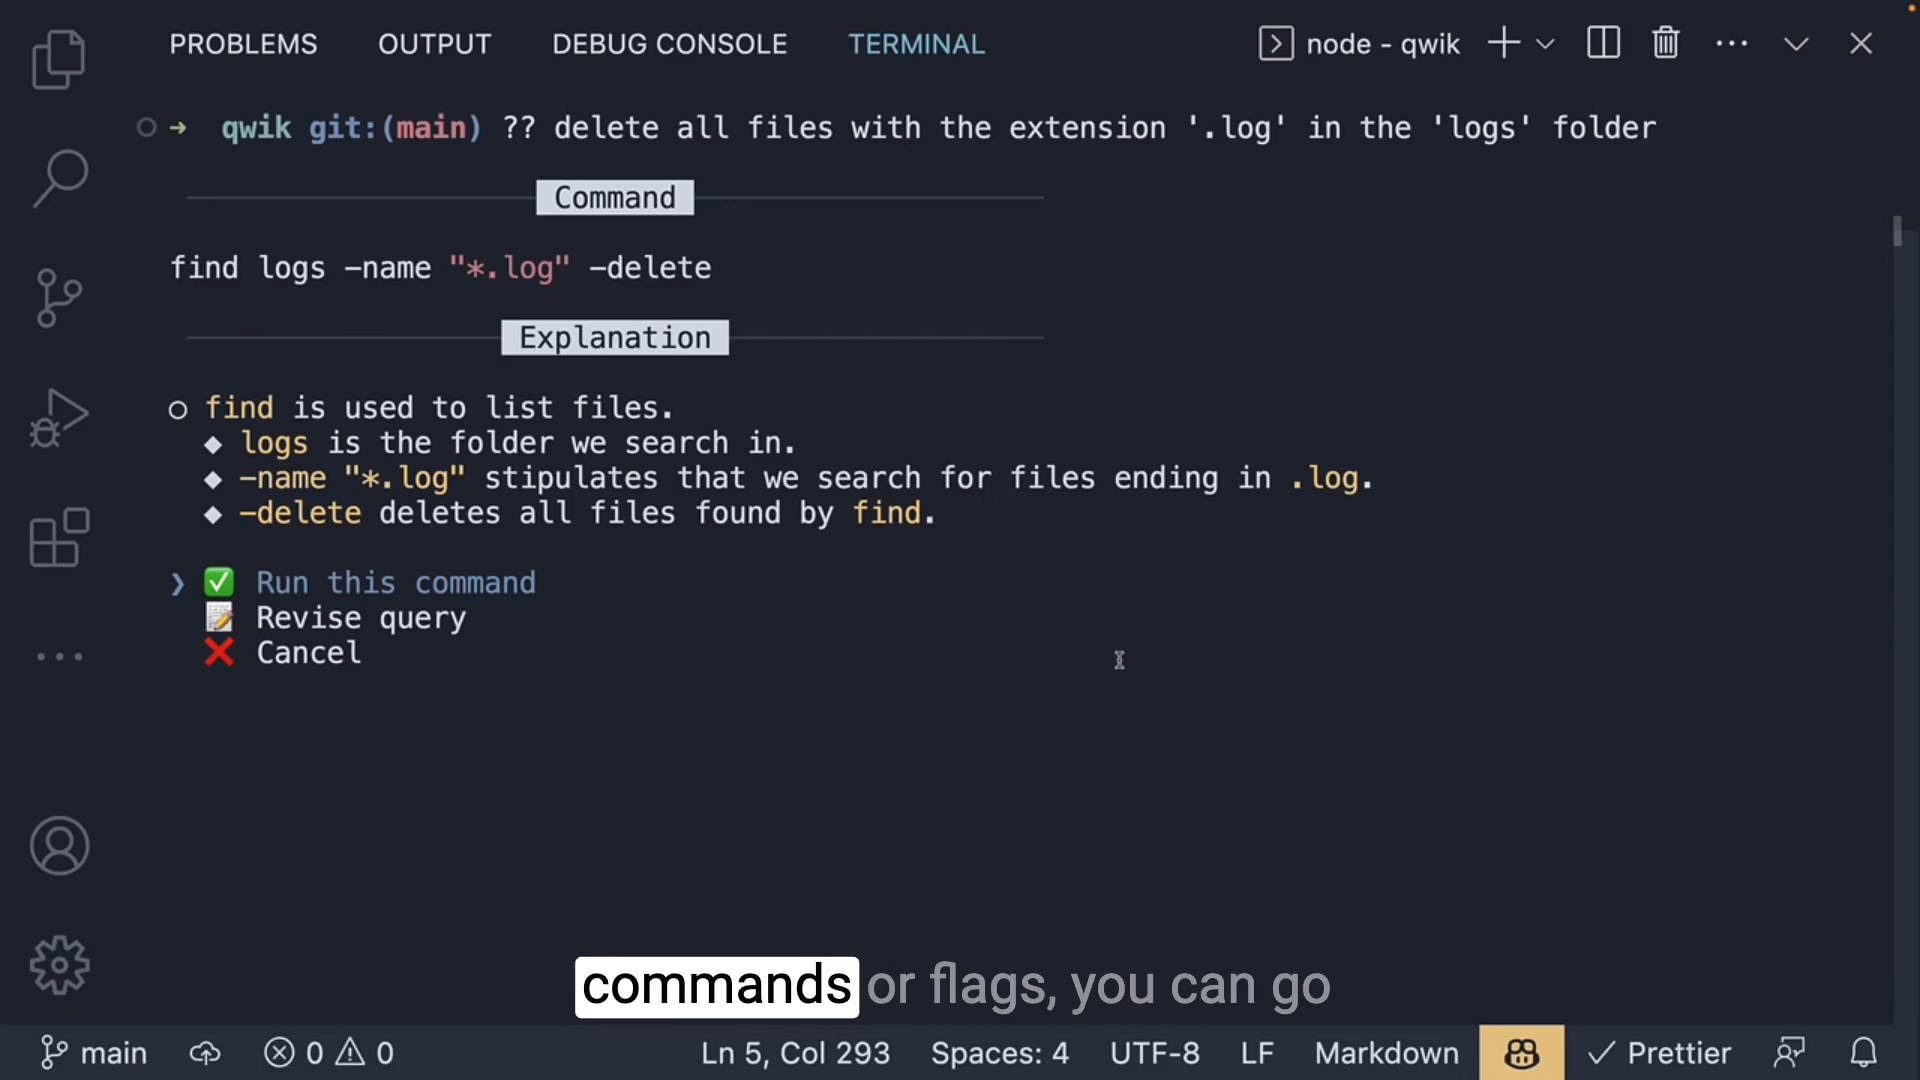 PROBLEMS OUTPUT DEBUG CONSOLE TERMINAL node - qwik
qwik git:(main) ?? delete all files with the extension '.log' in the 'logs' folder
Command
find logs -name "*.log" -delete
Explanation
find is used to list files.
logs is the folder we search in.
-name "*.log" stipulates that we search for files ending in .log.
-delete deletes all files found by find.
Run this command
Revise query
Cancel
commands or flags, you can go
main 0 0 Ln 5, Col 293 Spaces: 4 UTF-8 LF Markdown Prettier